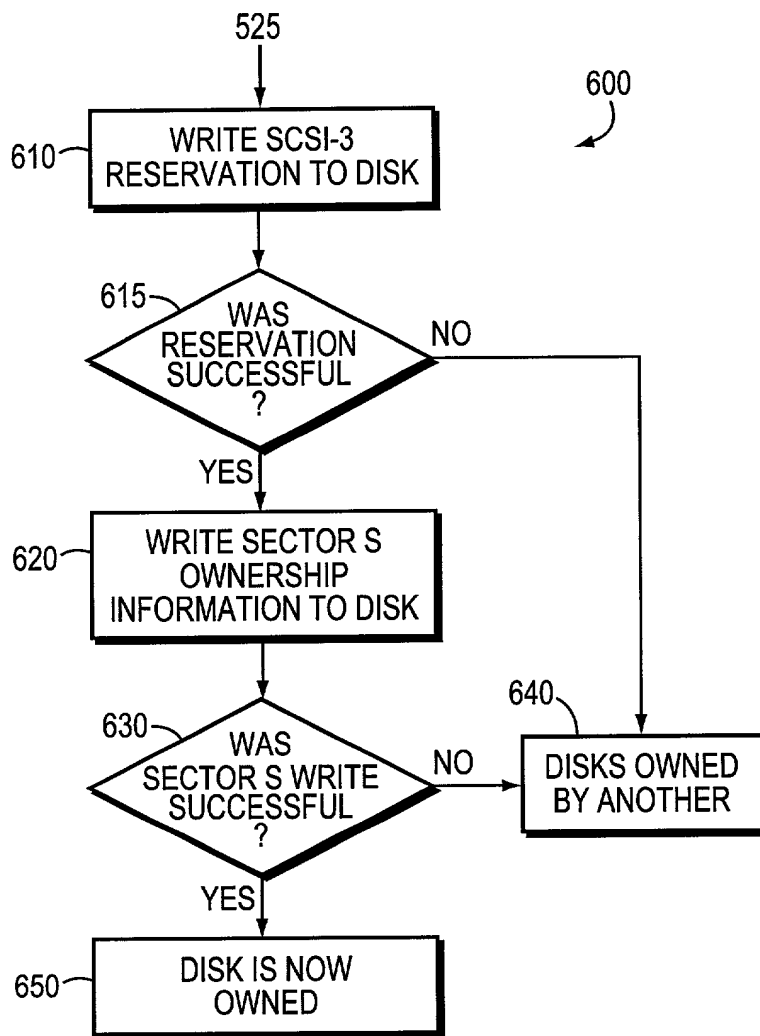 525
600
610
WRITE SCSI-3
RESERVATION TO DISK
615
WAS
RESERVATION
SUCCESSFUL
?
NO
YES
620
WRITE SECTOR S
OWNERSHIP
INFORMATION TO DISK
630
WAS
SECTOR S WRITE
SUCCESSFUL
?
NO
640
DISKS OWNED
BY ANOTHER
YES
650
DISK IS NOW
OWNED